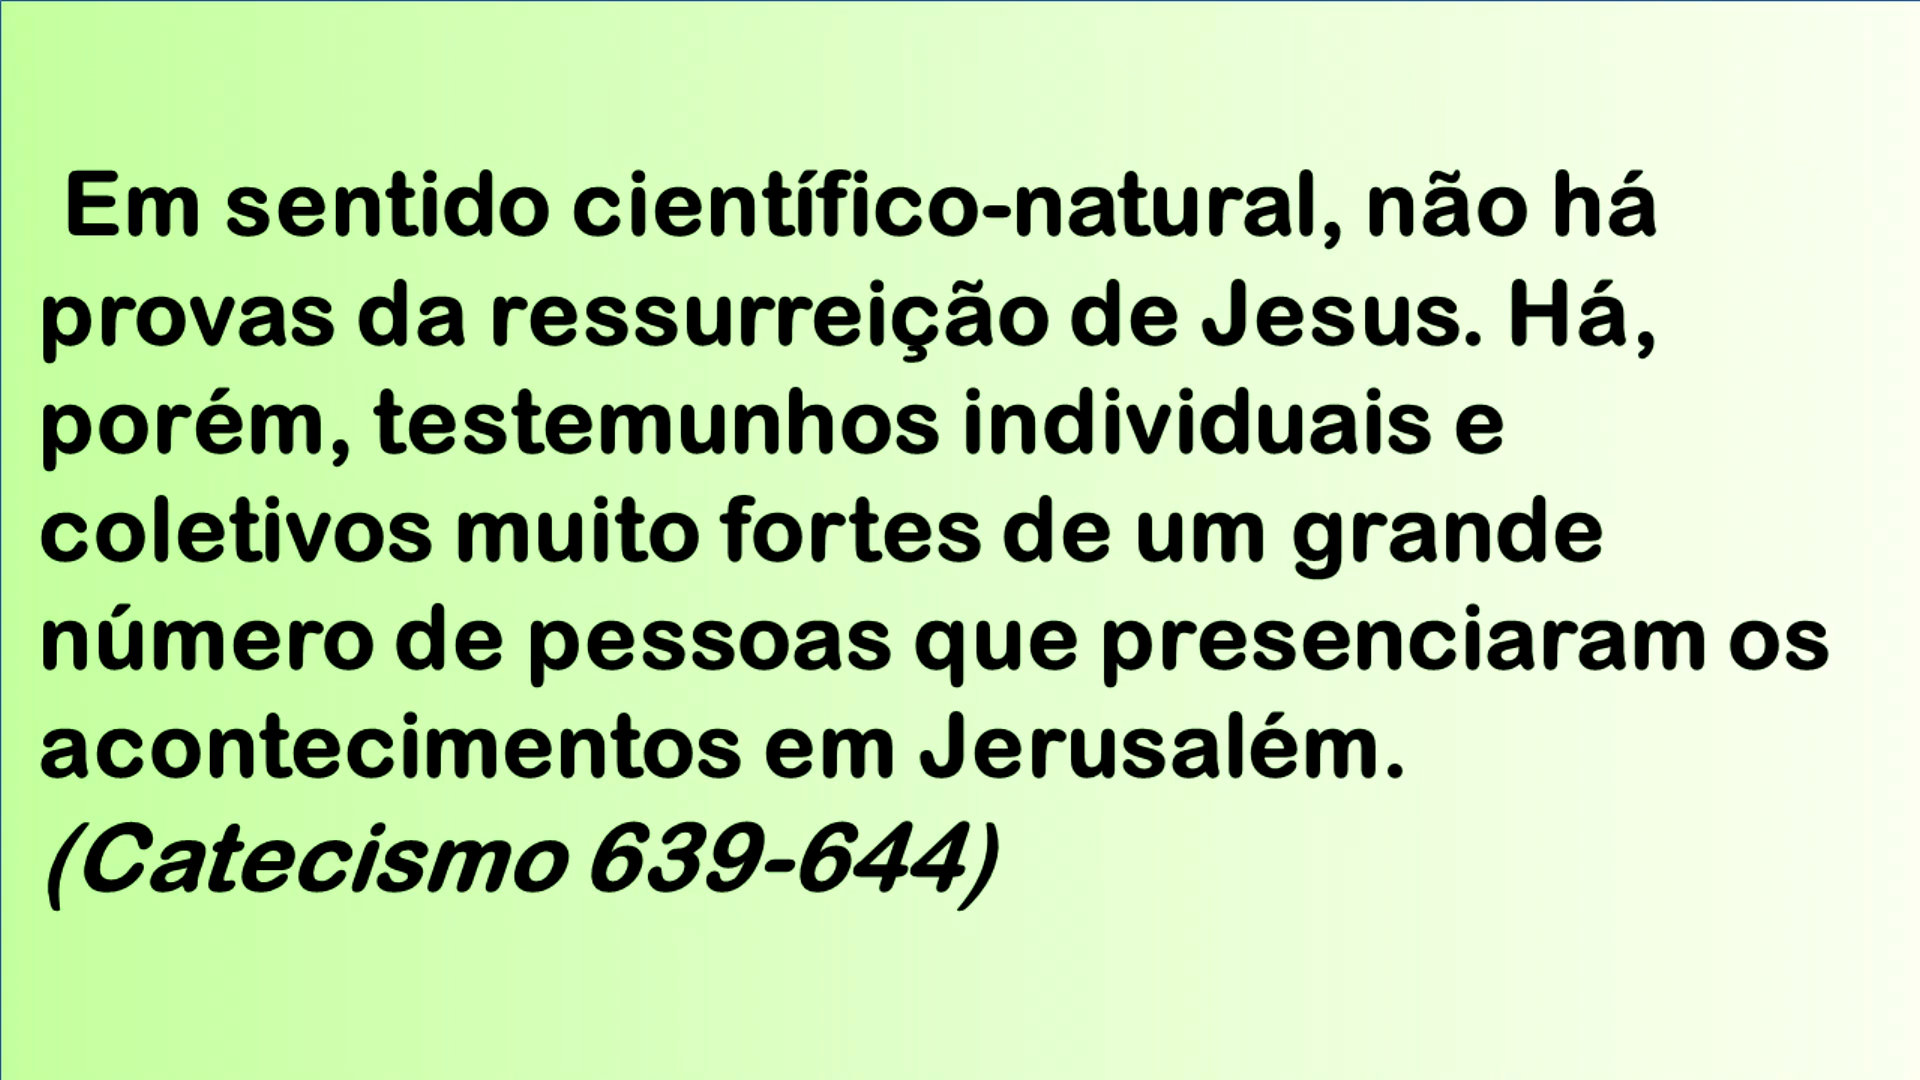 Em sentido científico-natural, não há
provas da ressurreição de Jesus. Há,
porém, testemunhos individuais e
coletivos muito fortes de um grande
número de pessoas que presenciaram os
acontecimentos em Jerusalém.
(Catecismo 639-644)